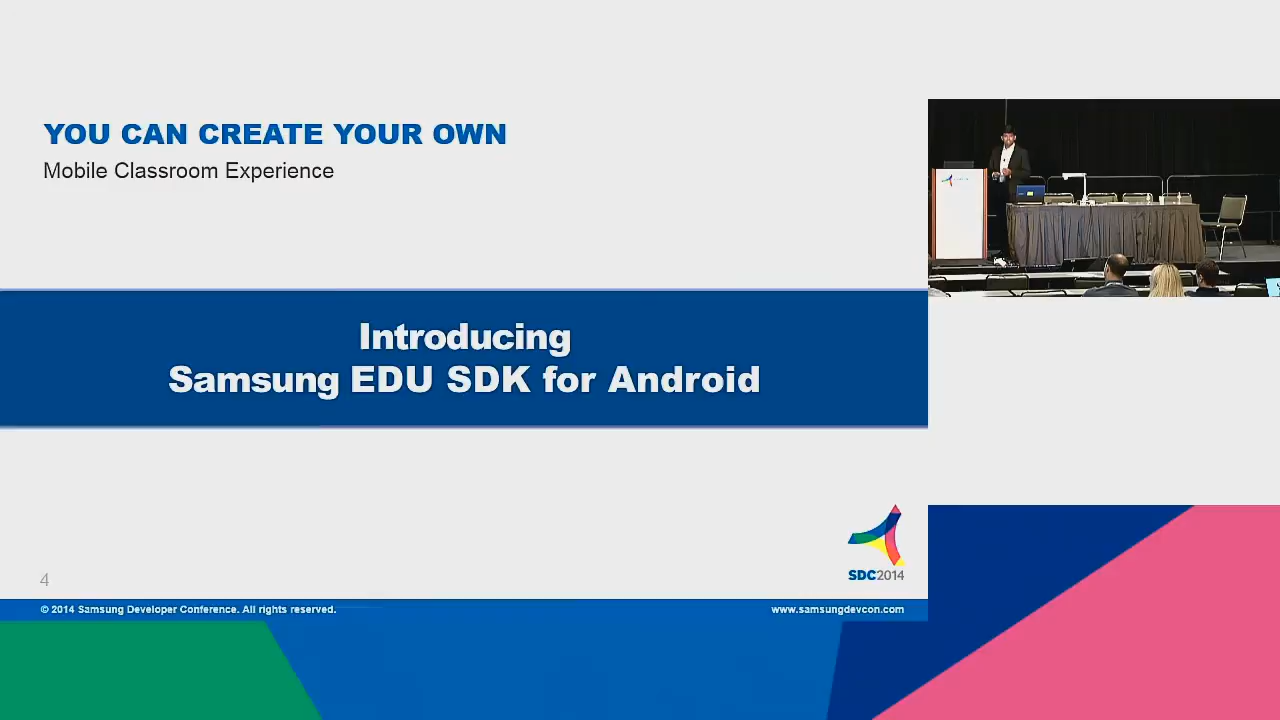 YOU CAN CREATE YOUR OWN
Mobile Classroom Experience
Introducing
Samsung EDU SDK for Android
SDC2014
4
© 2014 Samsung Developer Conference. All rights reserved.
www.samsungdevcon.com